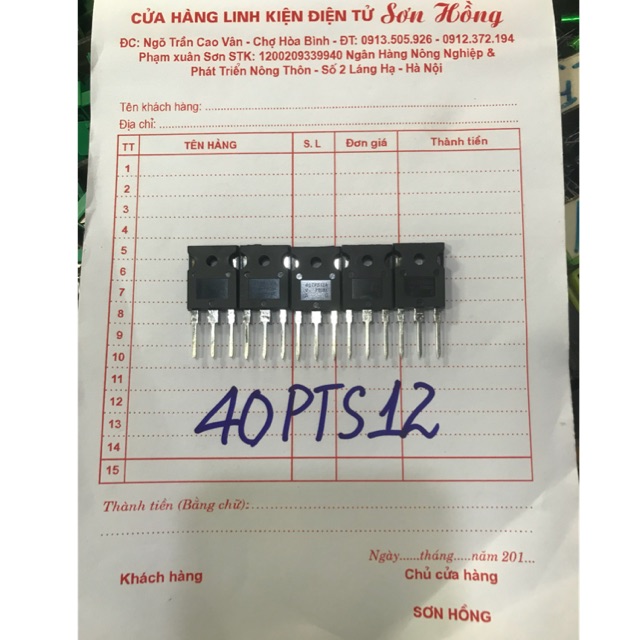 CỬA HÀNG LINH KIỆN ĐIỆN TỬ Sơn Hồng
ĐC: Ngõ Trần Cao Vân - Chợ Hòa Bình - ĐT: 0913.505.926 - 0912.372.194
Phạm xuân Sơn STK: 1200209339940 Ngân Hàng Nông Nghiệp &
Phát Triển Nông Thôn - Số 2 Láng Hạ - Hà Nội
Tên khách hàng:
Địa chỉ:
TT TÊN HÀNG S. L Đơn giá Thành tiền
1
2
3
4
5
6
7
8
9
10
11
12
13
14
15
40PTS12
Thành tiền (Bằng chữ):
Ngày......tháng.....năm 201...
Khách hàng Chủ cửa hàng
SƠN HỒNG